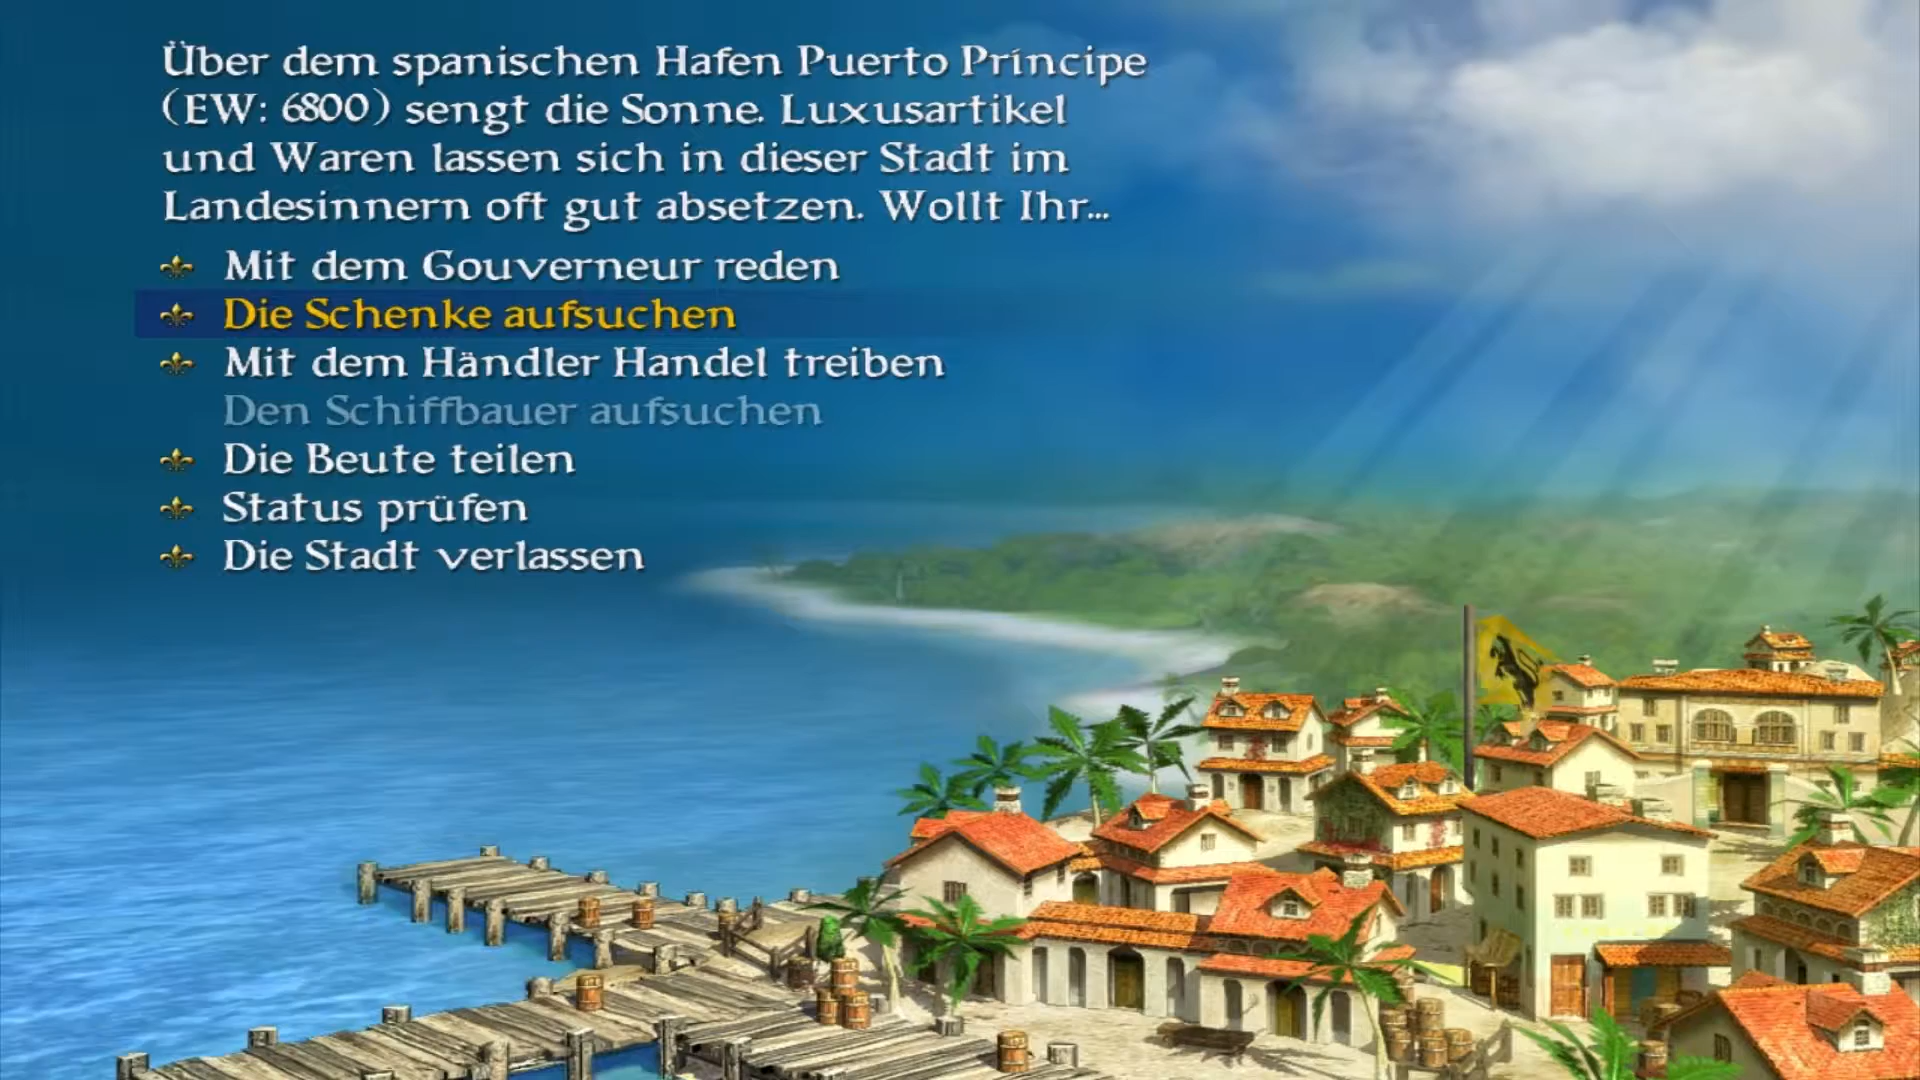 Über dem spanischen Hafen Puerto Príncipe
(EW: 6800) sengt die Sonne. Luxusartikel
und Waren lassen sich in dieser Stadt im
Landesinnern oft gut absetzen. Wollt Ihr...
Mit dem Gouverneur reden
Die Schenke aufsuchen
Mit dem Händler Handel treiben
Den Schiffbauer aufsuchen
Die Beute teilen
Status prüfen
Die Stadt verlassen